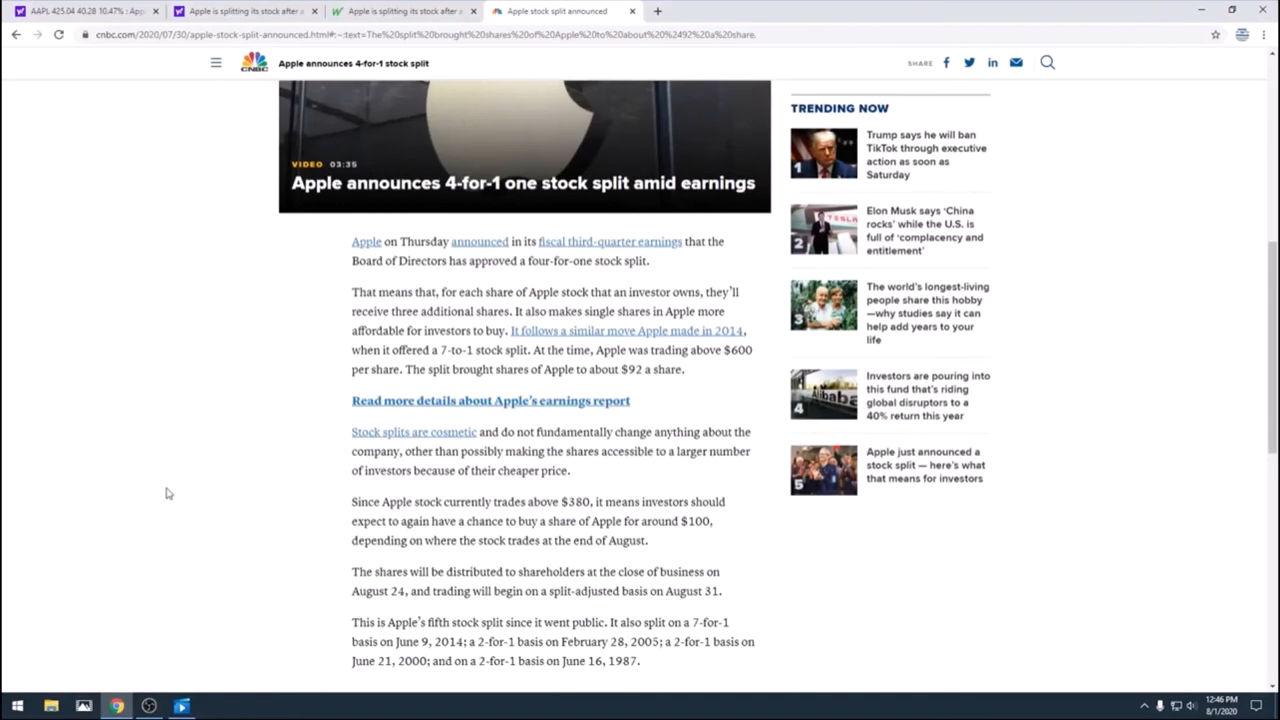 AAPL 425.04 40.28 10.47% : App
Apple is splitting its stock after a
Apple is splitting its stock after a
Apple stock split announced
cnbc.com/2020/07/30/apple-stock-split-announced.html#:~:text=The%20split%20brought%20shares%20of%20Apple%20to%20about%20%2492%20a%20share.
CNBC
Apple announces 4-for-1 stock split
SHARE
VIDEO 03:35
Apple announces 4-for-1 one stock split amid earnings
Apple on Thursday announced in its fiscal third-quarter earnings that the
Board of Directors has approved a four-for-one stock split.
That means that, for each share of Apple stock that an investor owns, they’ll
receive three additional shares. It also makes single shares in Apple more
affordable for investors to buy. It follows a similar move Apple made in 2014,
when it offered a 7-to-1 stock split. At the time, Apple was trading above $600
per share. The split brought shares of Apple to about $92 a share.
Read more details about Apple’s earnings report
Stock splits are cosmetic and do not fundamentally change anything about the
company, other than possibly making the shares accessible to a larger number
of investors because of their cheaper price.
Since Apple stock currently trades above $380, it means investors should
expect to again have a chance to buy a share of Apple for around $100,
depending on where the stock trades at the end of August.
The shares will be distributed to shareholders at the close of business on
August 24, and trading will begin on a split-adjusted basis on August 31.
This is Apple’s fifth stock split since it went public. It also split on a 7-for-1
basis on June 9, 2014; a 2-for-1 basis on February 28, 2005; a 2-for-1 basis on
June 21, 2000; and on a 2-for-1 basis on June 16, 1987.
TRENDING NOW
1
Trump says he will ban
TikTok through executive
action as soon as
Saturday
2
Elon Musk says ‘China
rocks’ while the U.S. is
full of ‘complacency and
entitlement’
3
The world’s longest-living
people share this hobby
—why studies say it can
help add years to your
life
4
Alibaba
Investors are pouring into
this fund that’s riding
global disruptors to a
40% return this year
5
Apple just announced a
stock split — here’s what
that means for investors
12:46 PM
8/1/2020